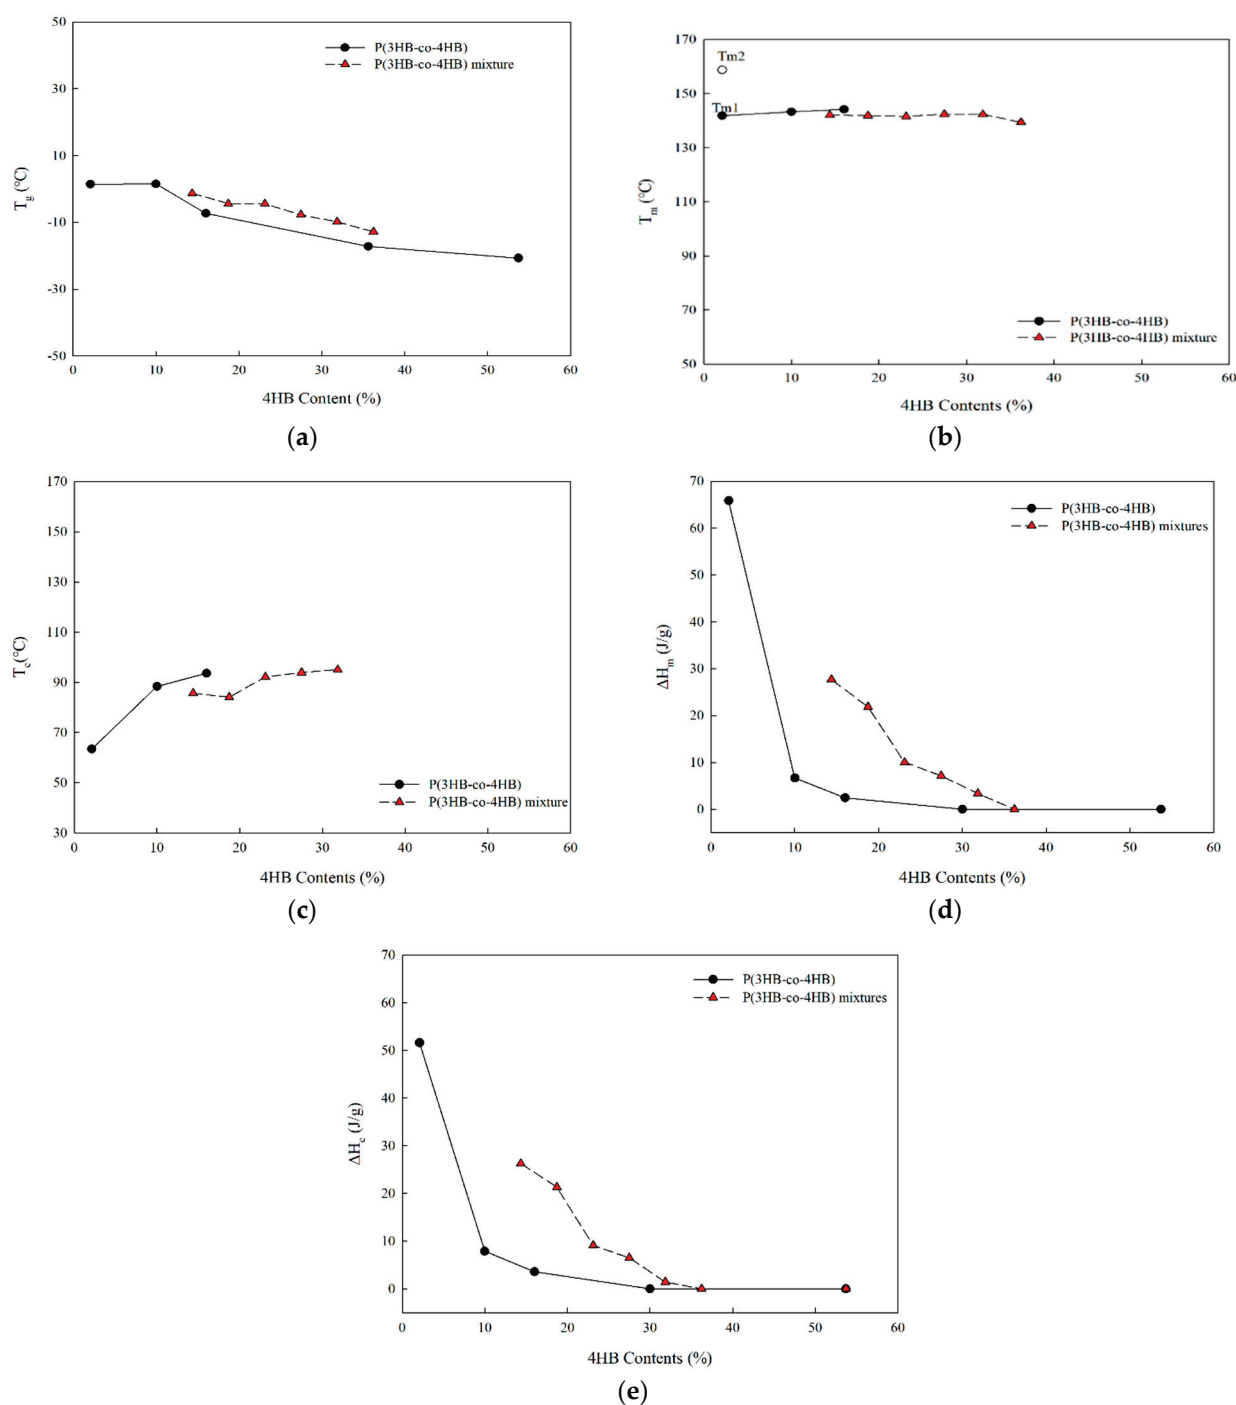 50
30
10
-10
-30
-50
0 10 20 30 40 50 60
T_g (°C)
4HB Content (%)
P(3HB-co-4HB)
P(3HB-co-4HB) mixture
(a)
170
150
130
110
90
70
50
0 10 20 30 40 50 60
T_m (°C)
4HB Contents (%)
Tm2
Tm1
P(3HB-co-4HB)
P(3HB-co-4HB) mixture
(b)
170
150
130
110
90
70
50
30
0 10 20 30 40 50 60
T_c(°C)
4HB Contents (%)
P(3HB-co-4HB)
P(3HB-co-4HB) mixture
(c)
70
60
50
40
30
20
10
0
0 10 20 30 40 50 60
ΔH_m (J/g)
4HB Contents (%)
P(3HB-co-4HB)
P(3HB-co-4HB) mixtures
(d)
70
60
50
40
30
20
10
0
0 10 20 30 40 50 60
ΔH_c (J/g)
4HB Contents (%)
P(3HB-co-4HB)
P(3HB-co-4HB) mixtures
(e)